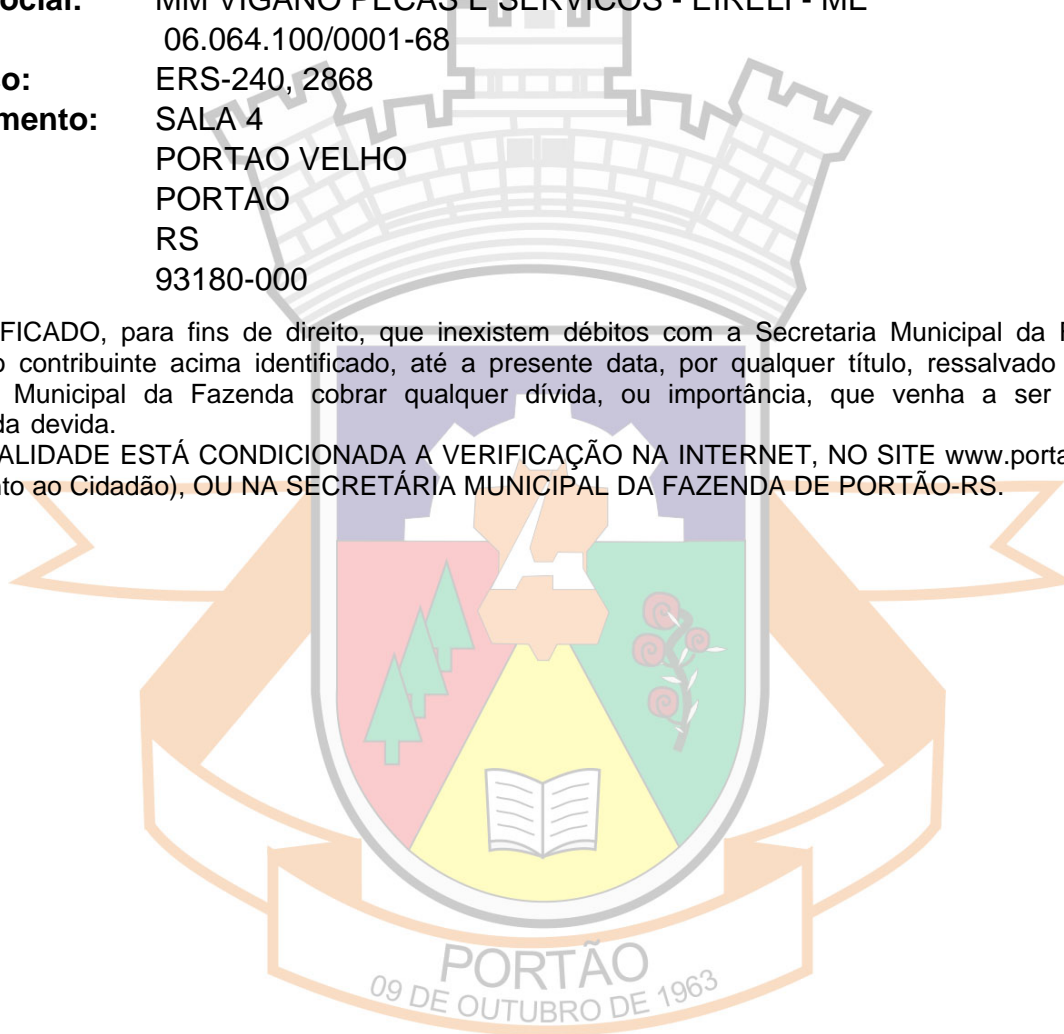 ocial: MM VIGANO PECAS E SERVICOS - EIRELI - ME
06.064.100/0001-68
o: ERS-240, 2868
mento: SALA 4
PORTAO VELHO
PORTAO
RS
93180-000
FICADO, para fins de direito, que inexistem débitos com a Secretaria Municipal da
o contribuinte acima identificado, até a presente data, por qualquer título, ressalvado
Municipal da Fazenda cobrar qualquer dívida, ou importância, que venha a ser
da devida.
ALIDADE ESTÁ CONDICIONADA A VERIFICAÇÃO NA INTERNET, NO SITE www.porta
nto ao Cidadão), OU NA SECRETÁRIA MUNICIPAL DA FAZENDA DE PORTÃO-RS.
PORTÃO
09 DE OUTUBRO DE 1963